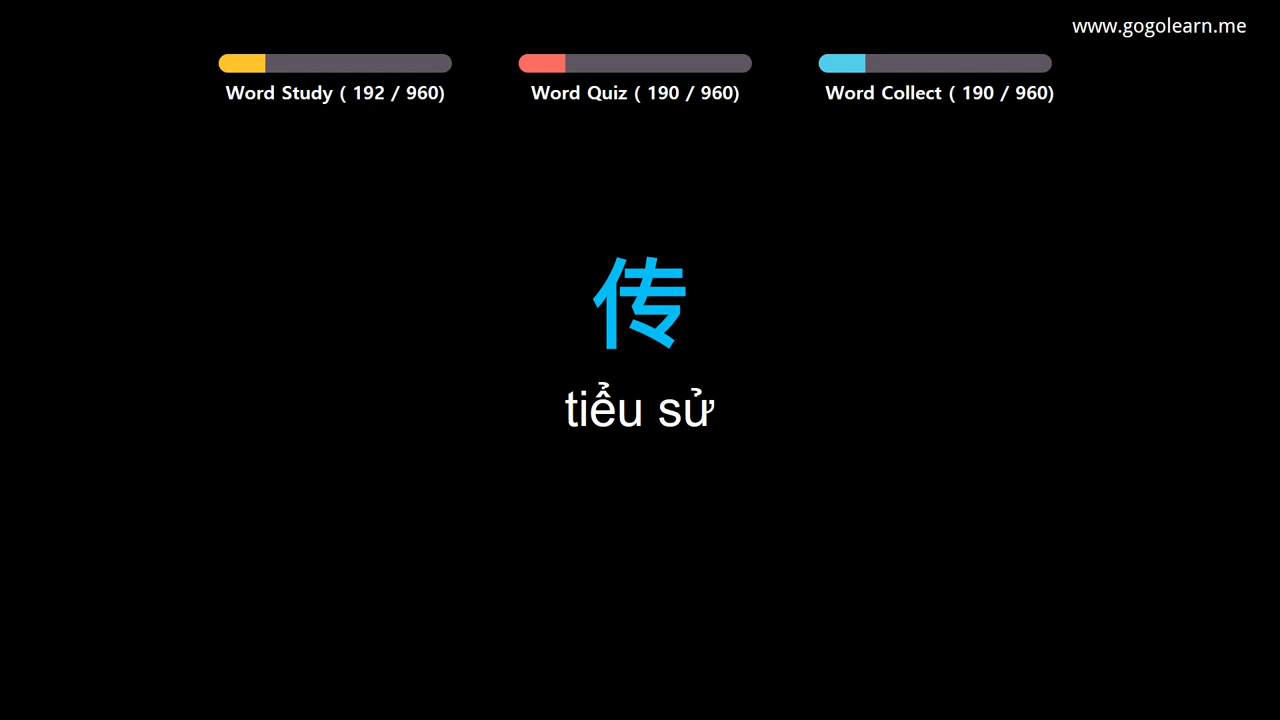 www.gogolearn.me
Word Study ( 192 / 960)
Word Quiz ( 190 / 960)
Word Collect ( 190 / 960)
传
tiểu sử